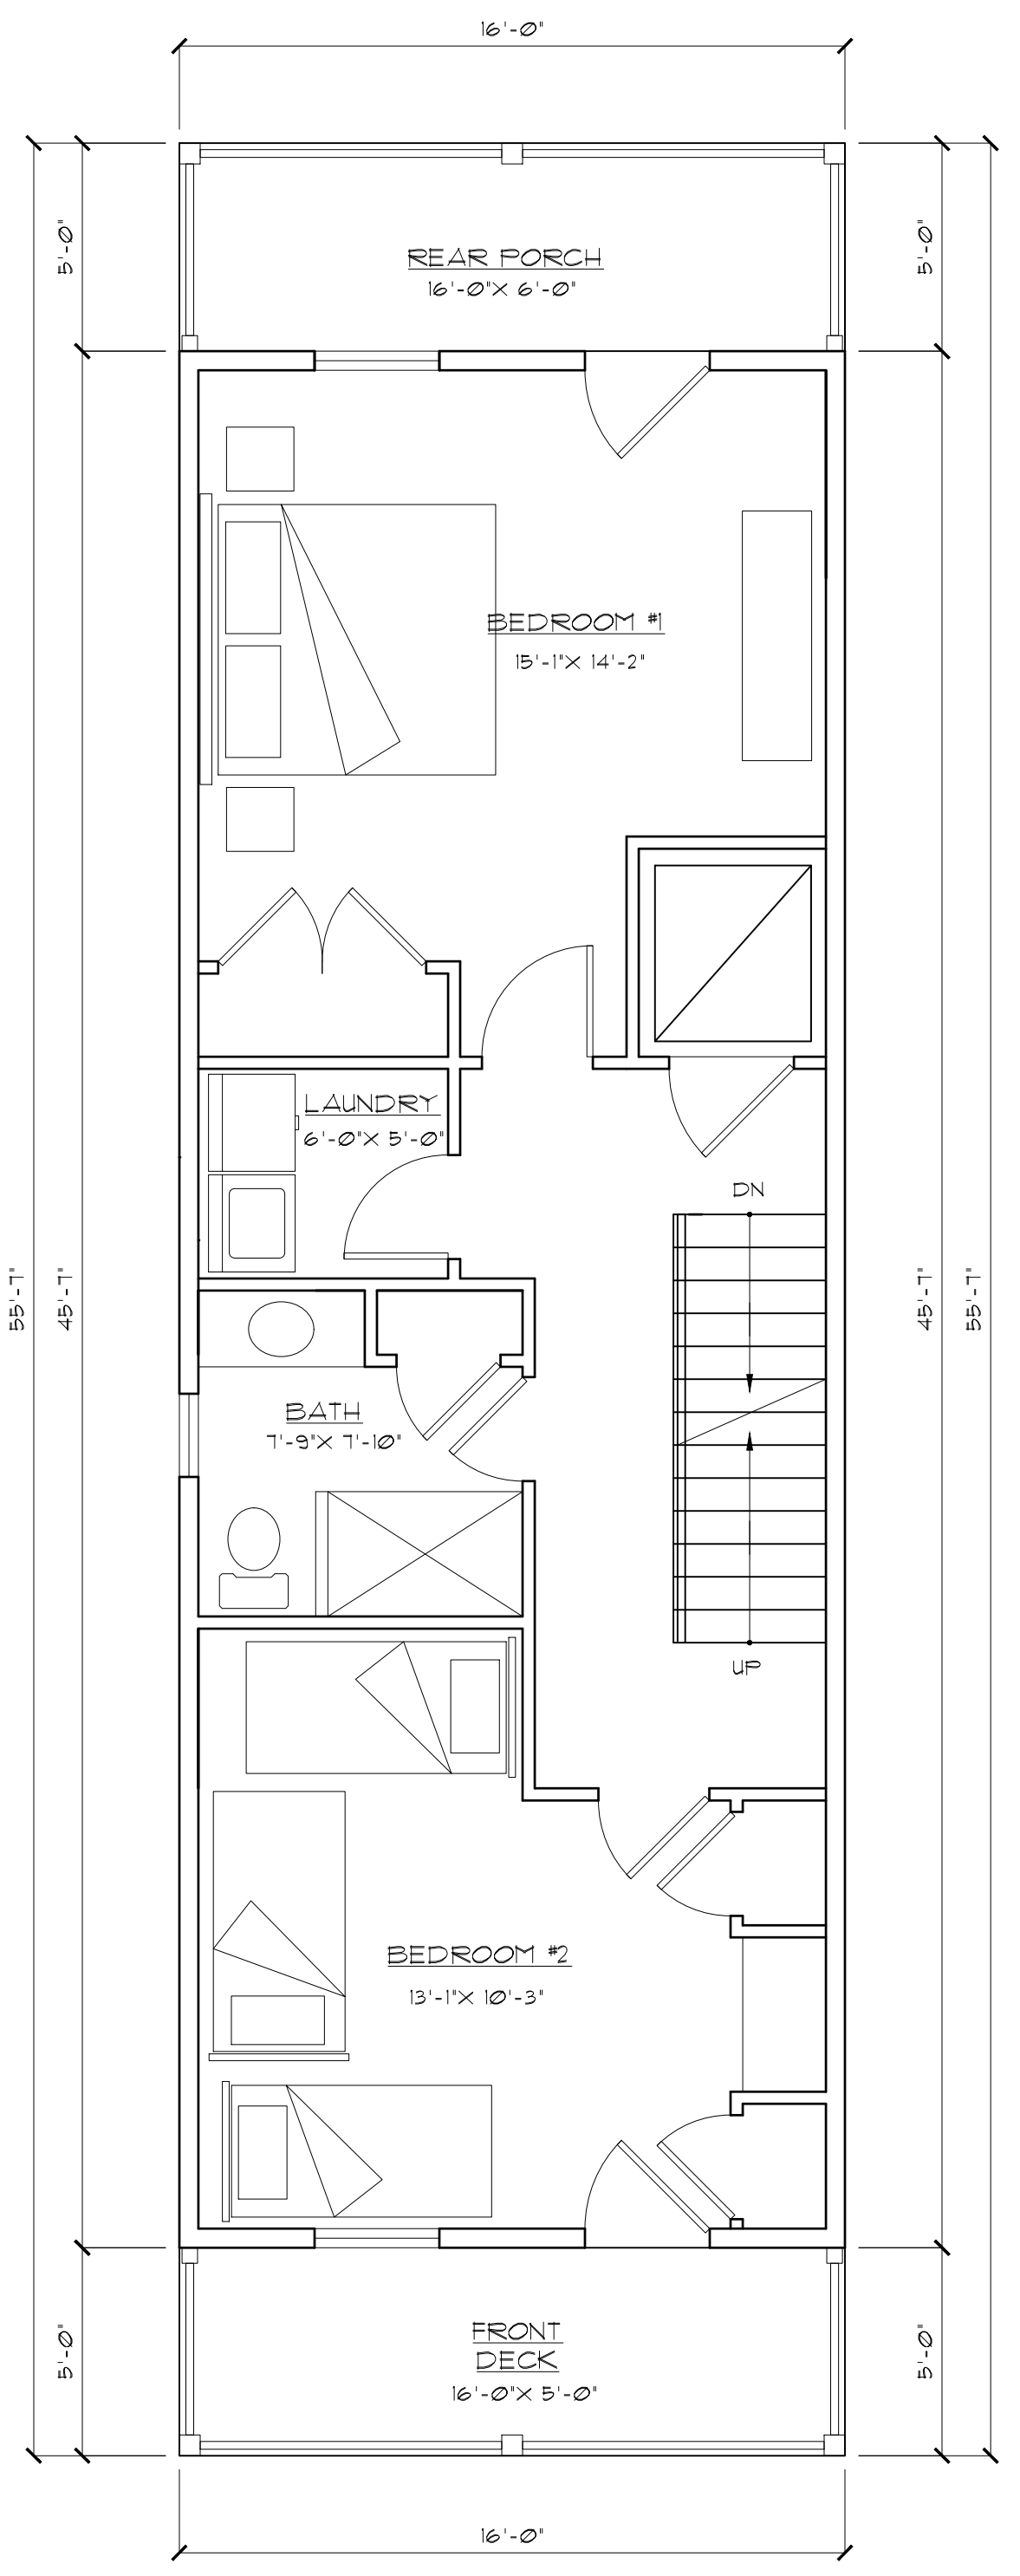 16'-0"
5'-0"
5'-0"
REAR PORCH
16'-0"X 6'-0"
BEDROOM #1
15'-1"X 14'-2"
LAUNDRY
6'-0"X 5'-0"
DN
55'-7"
45'-7"
45'-7"
55'-7"
BATH
7'-9"X 7'-10"
UP
BEDROOM #2
13'-1"X 10'-3"
5'-0"
5'-0"
FRONT
DECK
16'-0"X 5'-0"
16'-0"